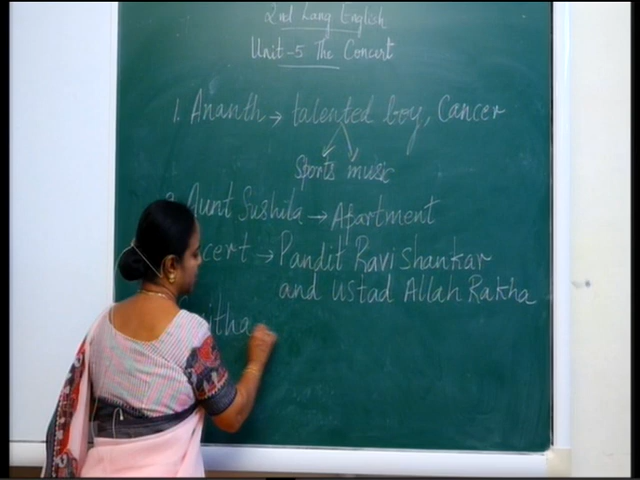 2nd Lang English
Unit-5 The Concert
1. Ananth → talented boy, Cancer
Sports music
Aunt Sushila → Apartment
cert → Pandit Ravi Shankar
and Ustad Allah Rakha
itha